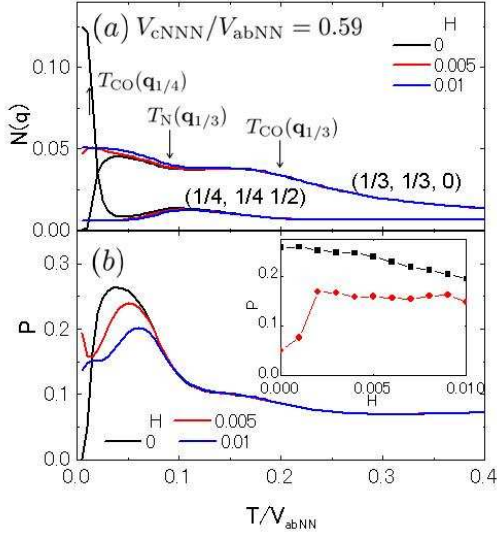 (a) V_cNNN/V_abNN = 0.59
H
0
0.005
0.01
T_CO(q_1/4)
T_N(q_1/3)
T_CO(q_1/3)
(1/3, 1/3, 0)
(1/4, 1/4 1/2)
N(q)
0.10
0.05
0.00
(b)
P
0.3
0.2
0.1
0.0
P
0.2
0.1
0.0
0.000
0.005
0.010
H
H
0.005
0
0.01
0.0
0.1
0.2
0.3
0.4
T/V_abNN